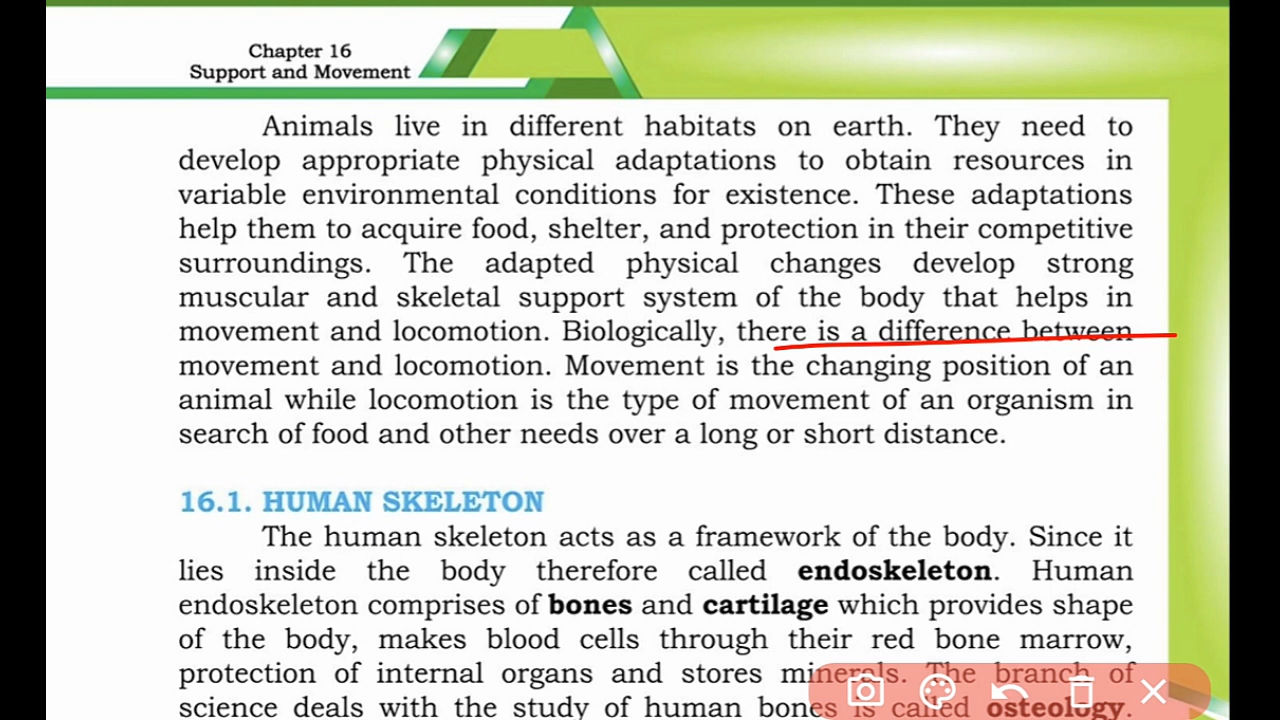 Chapter 16
Support and Movement
Animals live in different habitats on earth. They need to
develop appropriate physical adaptations to obtain resources in
variable environmental conditions for existence. These adaptations
help them to acquire food, shelter, and protection in their competitive
surroundings. The adapted physical changes develop strong
muscular and skeletal support system of the body that helps in
movement and locomotion. Biologically, there is a difference between
movement and locomotion. Movement is the changing position of an
animal while locomotion is the type of movement of an organism in
search of food and other needs over a long or short distance.
16.1. HUMAN SKELETON
The human skeleton acts as a framework of the body. Since it
lies inside the body therefore called endoskeleton. Human
endoskeleton comprises of bones and cartilage which provides shape
of the body, makes blood cells through their red bone marrow,
protection of internal organs and stores minerals. The branch of
science deals with the study of human bones is called osteology.